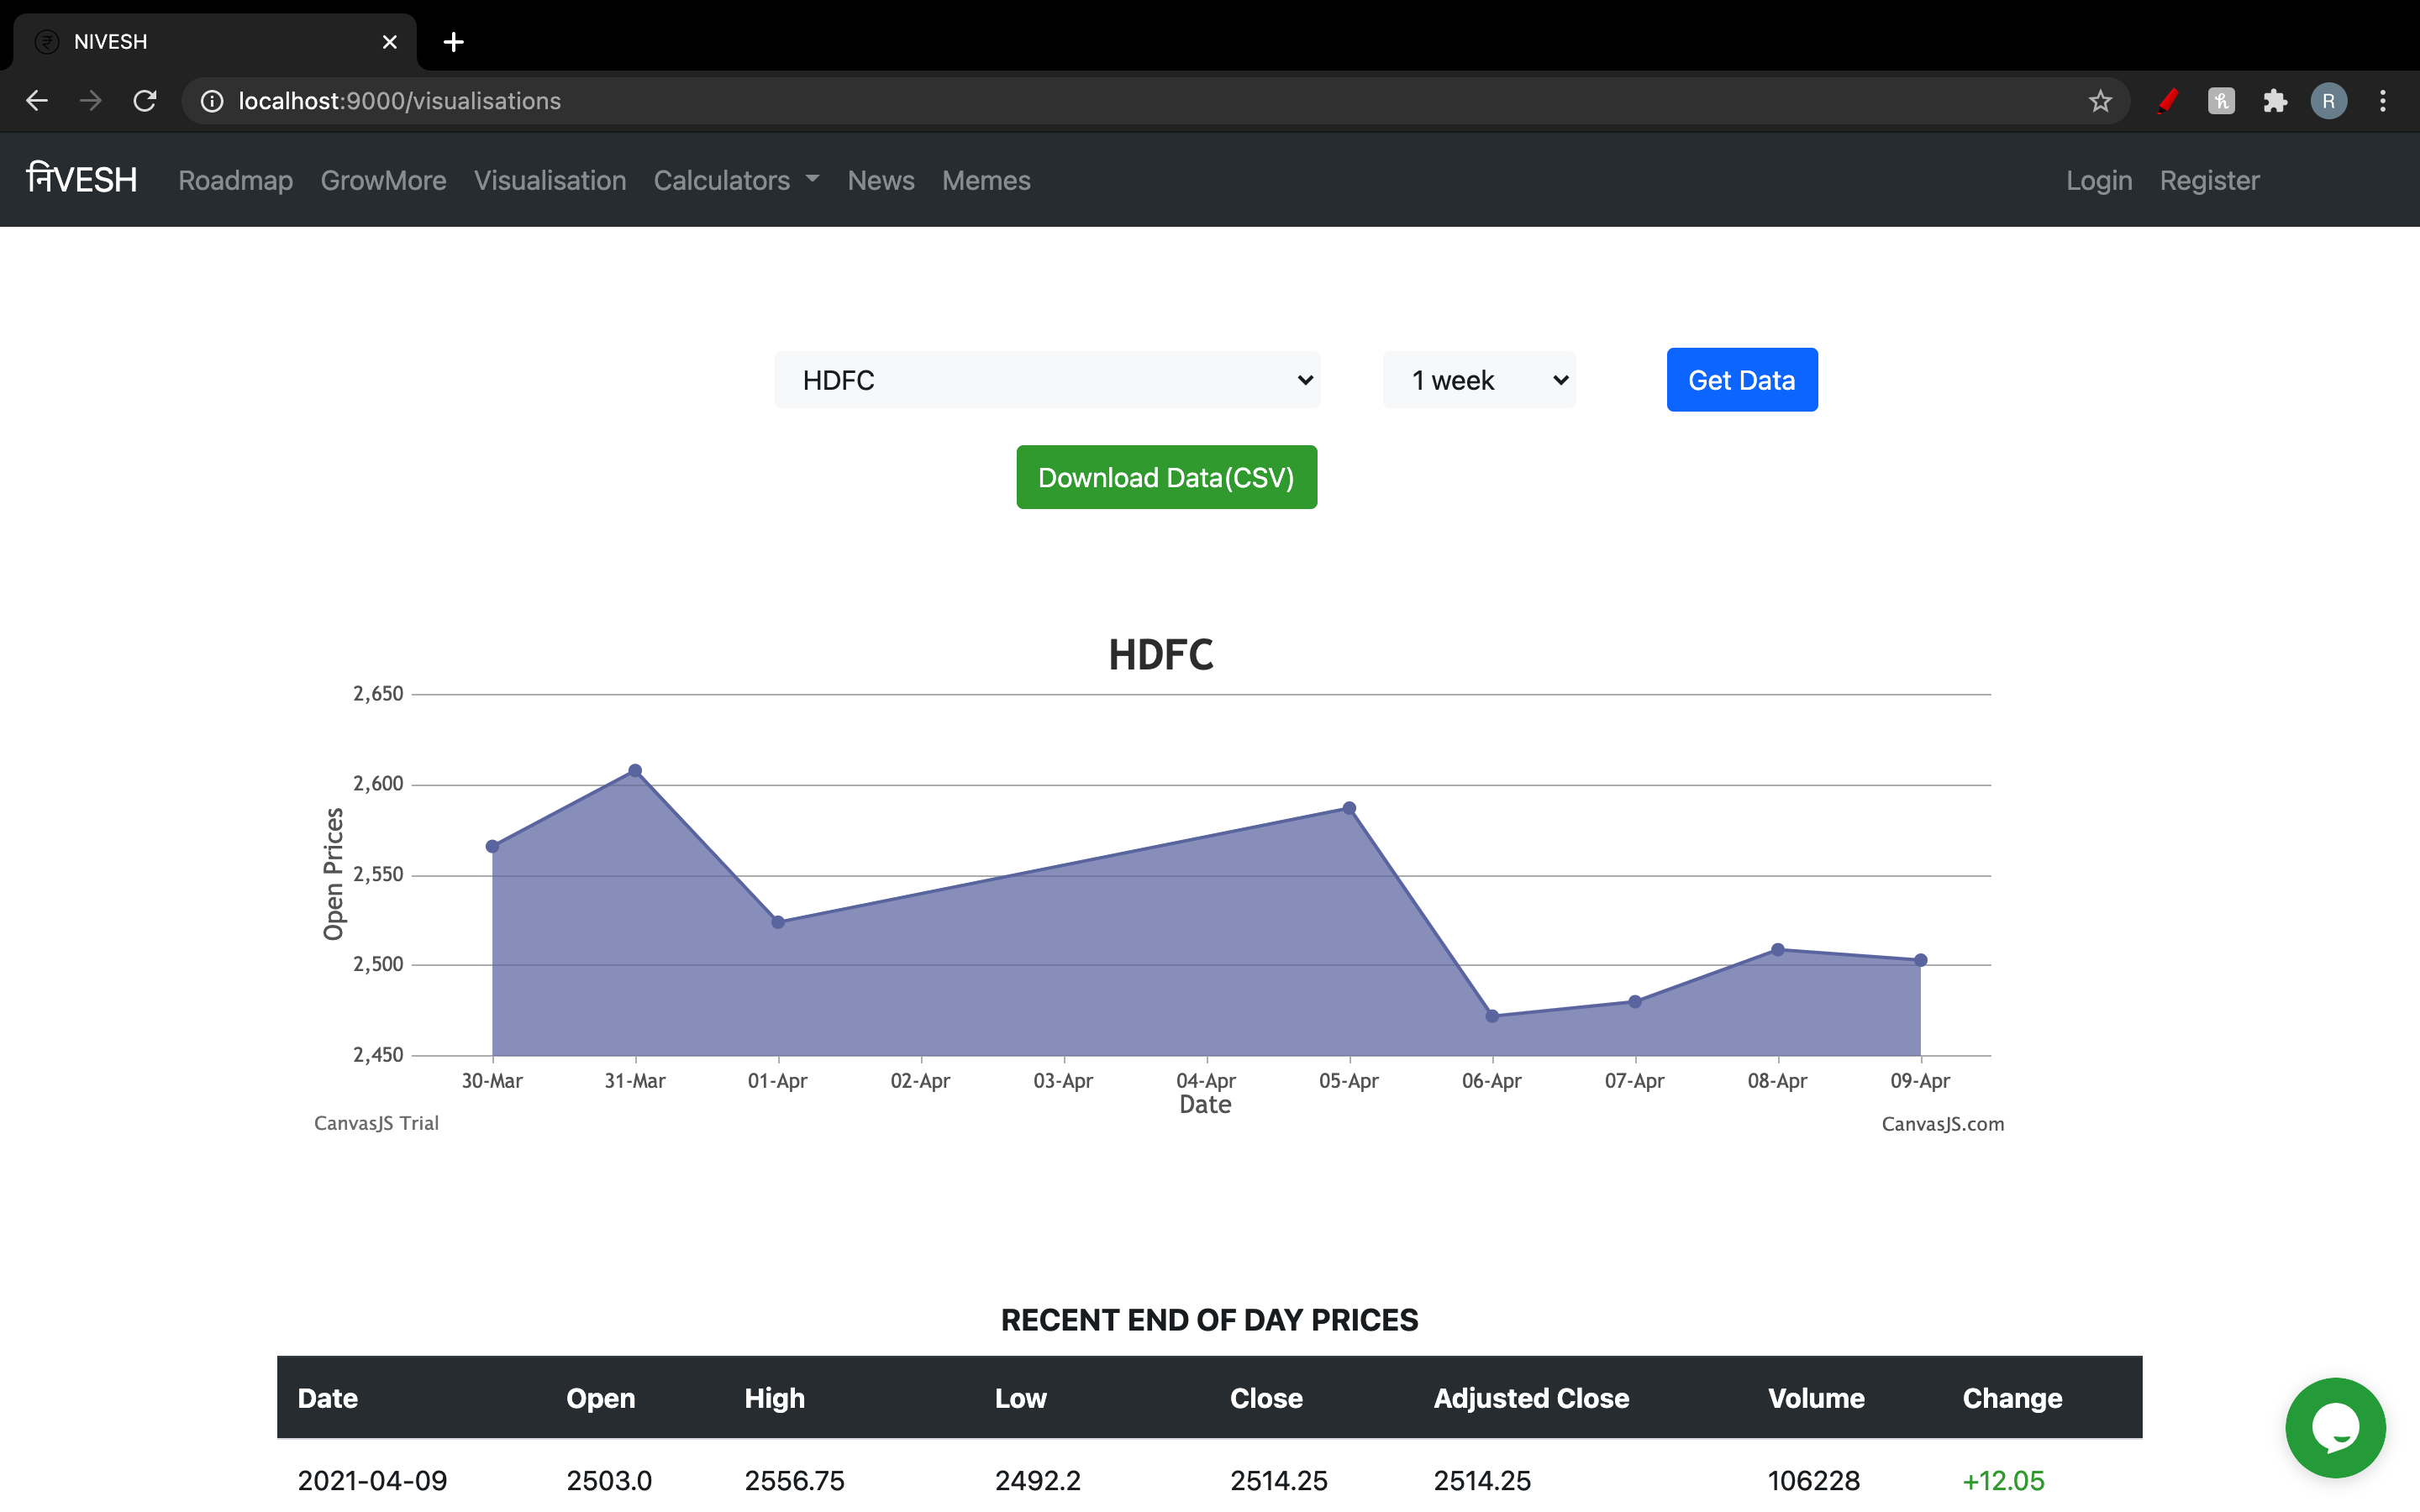 NIVESH
localhost:9000/visualisations
निVESH Roadmap GrowMore Visualisation Calculators News Memes Login Register
R
HDFC 1 week Get Data
Download Data(CSV)
HDFC
Open Prices
2,650
2,600
2,550
2,500
2,450
30-Mar 31-Mar 01-Apr 02-Apr 03-Apr 04-Apr 05-Apr 06-Apr 07-Apr 08-Apr 09-Apr
Date
CanvasJS Trial CanvasJS.com
RECENT END OF DAY PRICES
Date Open High Low Close Adjusted Close Volume Change
2021-04-09 2503.0 2556.75 2492.2 2514.25 2514.25 106228 +12.05